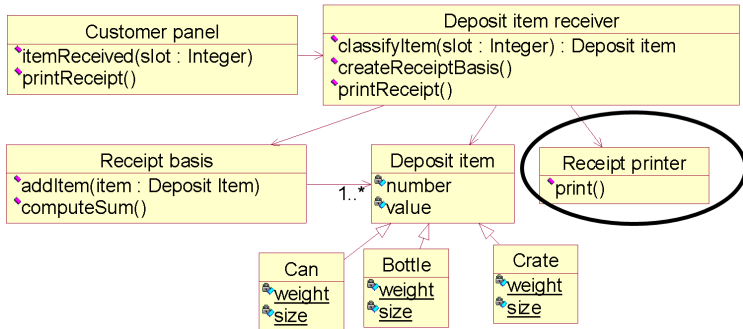 Customer panel
itemReceived(slot : Integer)
printReceipt()
Deposit item receiver
classifyItem(slot : Integer) : Deposit item
createReceiptBasis()
printReceipt()
Receipt basis
addItem(item : Deposit Item)
computeSum()
1..*
Deposit item
number
value
Receipt printer
print()
Can
weight
size
Bottle
weight
size
Crate
weight
size